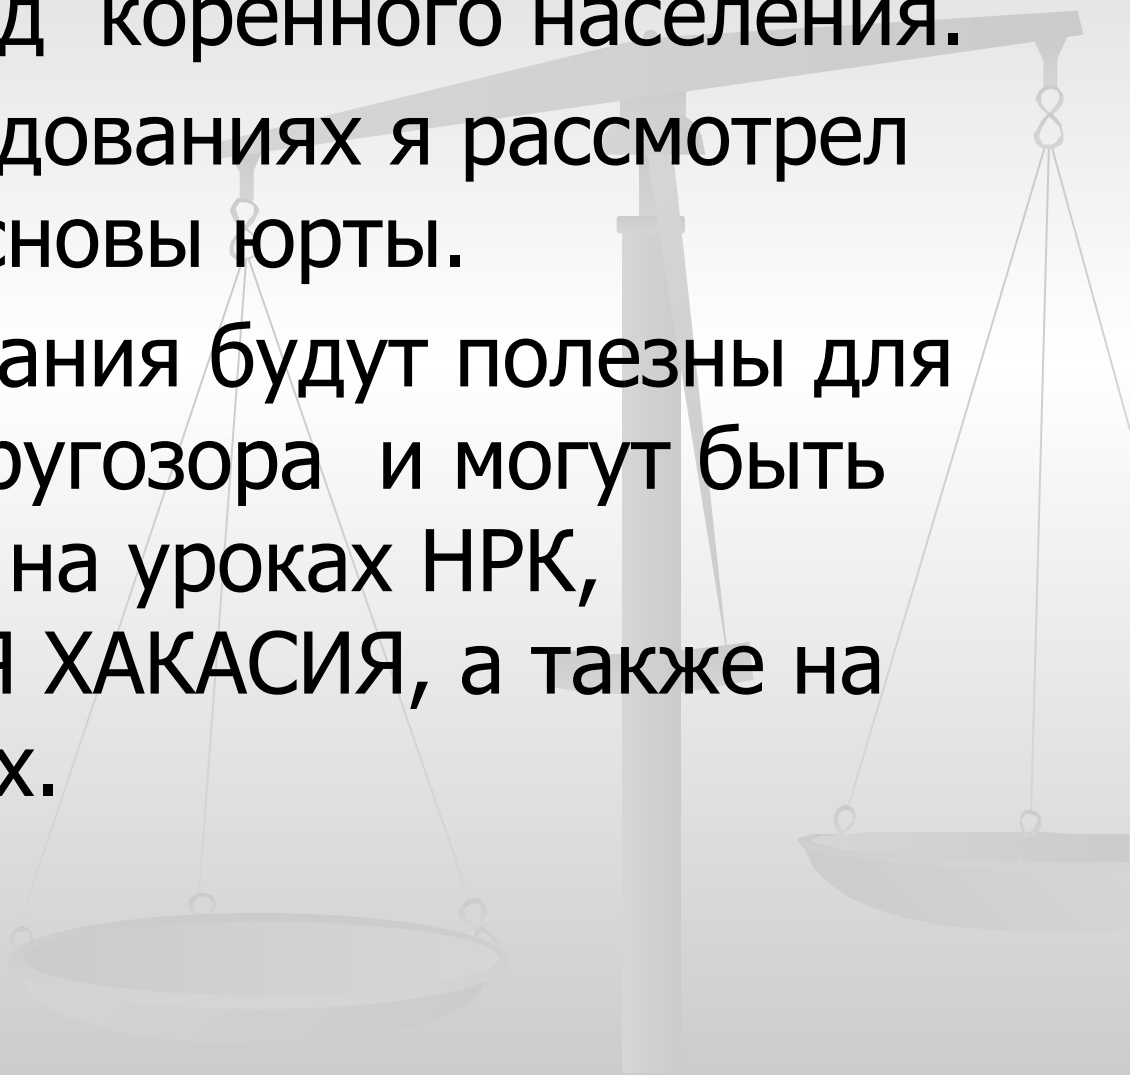 д коренного населения.
дованиях я рассмотрел
сновы юрты.
ания будут полезны для
ругозора и могут быть
на уроках НРК,
Я ХАКАСИЯ, а также на
х.